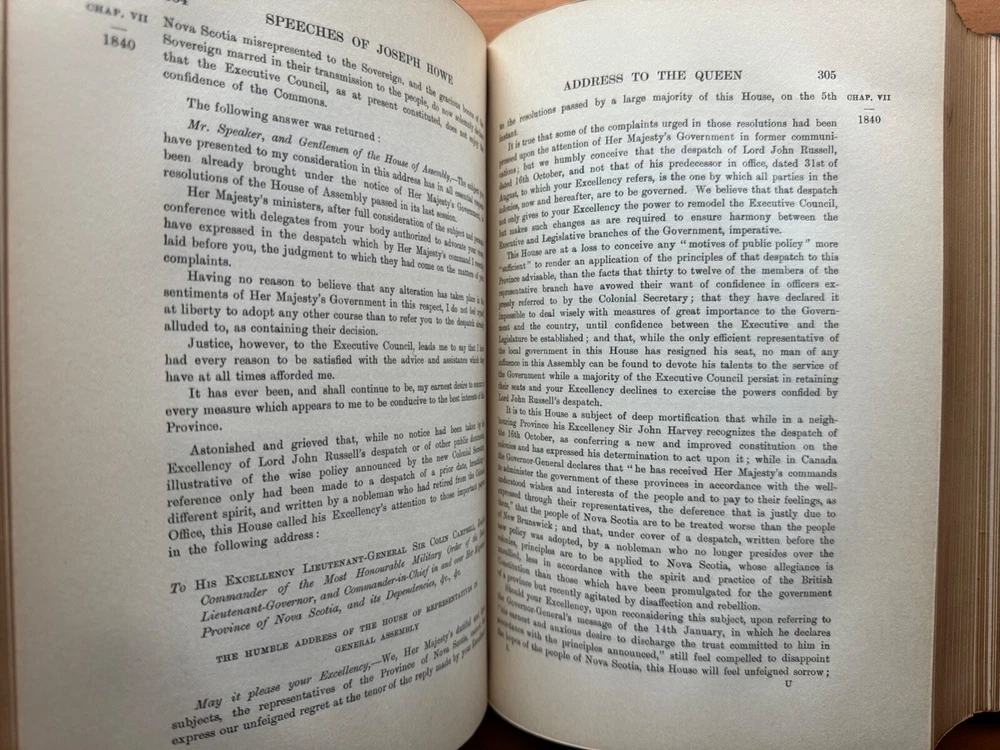 SPEECHES OF JOSEPH HOWE
CHAP. VII
1840
Nova Scotia misrepresented to the Sovereign, and the gracious of the
Sovereign marred in their transmission to the people, do now solemnly declare
that the Executive Council, as at present constituted, does not enjoy the
confidence of the Commons.
The following answer was returned :
Mr. Speaker, and Gentlemen of the House of Assembly,—The subject
have presented to my consideration in this address has in all essential respects
been already brought under the notice of Her Majesty's Government,
resolutions of the House of Assembly passed in its last session.
Her Majesty's ministers, after full consideration of the subject and
conference with delegates from your body authorized to advocate your
have expressed in the despatch which by Her Majesty's command I
laid before you, the judgment to which they had come on the matters of
complaints.
Having no reason to believe that any alteration has taken place in the
sentiments of Her Majesty's Government in this respect, I do not feel myself
at liberty to adopt any other course than to refer you to the despatch already
alluded to, as containing their decision.
Justice, however, to the Executive Council, leads me to say that I have
had every reason to be satisfied with the advice and assistance which they
have at all times afforded me.
It has ever been, and shall continue to be, my earnest desire to
every measure which appears to me to be conducive to the best interests of the
Province.
Astonished and grieved that, while no notice had been taken by
Excellency of Lord John Russell's despatch or of other public documents
illustrative of the wise policy announced by the new Colonial Secretary,
reference only had been made to a despatch of a prior date,
different spirit, and written by a nobleman who had retired from the
Office, this House called his Excellency's attention to those important
in the following address :
To His Excellency Lieutenant-General Sir Colin Campbell,
Commander of the Most Honourable Military Order of the
Lieutenant-Governor, and Commander-in-Chief in and over Her Majesty's
Province of Nova Scotia, and its Dependencies, &c., &c.
THE HUMBLE ADDRESS OF THE HOUSE OF REPRESENTATIVES IN
GENERAL ASSEMBLY
May it please your Excellency,—We, Her Majesty's dutiful and
subjects, the representatives of the Province of Nova Scotia,
express our unfeigned regret at the tenor of the reply made by your
ADDRESS TO THE QUEEN
305
CHAP. VII
1840
to the resolutions passed by a large majority of this House, on the 5th
instant.
It is true that some of the complaints urged in those resolutions had been
pressed upon the attention of Her Majesty's Government in former communi-
cations; but we humbly conceive that the despatch of Lord John Russell,
dated 16th October, and not that of his predecessor in office, dated 31st of
August, to which your Excellency refers, is the one by which all parties in the
colonies, now and hereafter, are to be governed. We believe that that despatch
not only gives to your Excellency the power to remodel the Executive Council,
but makes such changes as are required to ensure harmony between the
Executive and Legislative branches of the Government, imperative.
This House are at a loss to conceive any "motives of public policy" more
"sufficient" to render an application of the principles of that despatch to this
Province advisable, than the facts that thirty to twelve of the members of the
representative branch have avowed their want of confidence in officers ex-
pressly referred to by the Colonial Secretary; that they have declared it
impossible to deal wisely with measures of great importance to the Govern-
ment and the country, until confidence between the Executive and the
Legislature be established; and that, while the only efficient representative of
the local government in this House has resigned his seat, no man of any
influence in this Assembly can be found to devote his talents to the service of
the Government while a majority of the Executive Council persist in retaining
their seats and your Excellency declines to exercise the powers confided by
Lord John Russell's despatch.
It is to this House a subject of deep mortification that while in a neigh-
bouring Province his Excellency Sir John Harvey recognizes the despatch of
the 16th October, as conferring a new and improved constitution on the
colonies and has expressed his determination to act upon it; while in Canada
the Governor-General declares that "he has received Her Majesty's commands
to administer the government of these provinces in accordance with the well-
understood wishes and interests of the people and to pay to their feelings, as
expressed through their representatives, the deference that is justly due to
them," that the people of Nova Scotia are to be treated worse than the people
of New Brunswick; and that, under cover of a despatch, written before the
new policy was adopted, by a nobleman who no longer presides over the
colonies, principles are to be applied to Nova Scotia, whose allegiance is
unsullied, less in accordance with the spirit and practice of the British
Constitution than those which have been promulgated for the government
of a province but recently agitated by disaffection and rebellion.
Should your Excellency, upon reconsidering this subject, upon referring to
the Governor-General's message of the 14th January, in which he declares
"his earnest and anxious desire to discharge the trust committed to him in
accordance with the principles announced," still feel compelled to disappoint
the hopes of the people of Nova Scotia, this House will feel unfeigned sorrow;
U